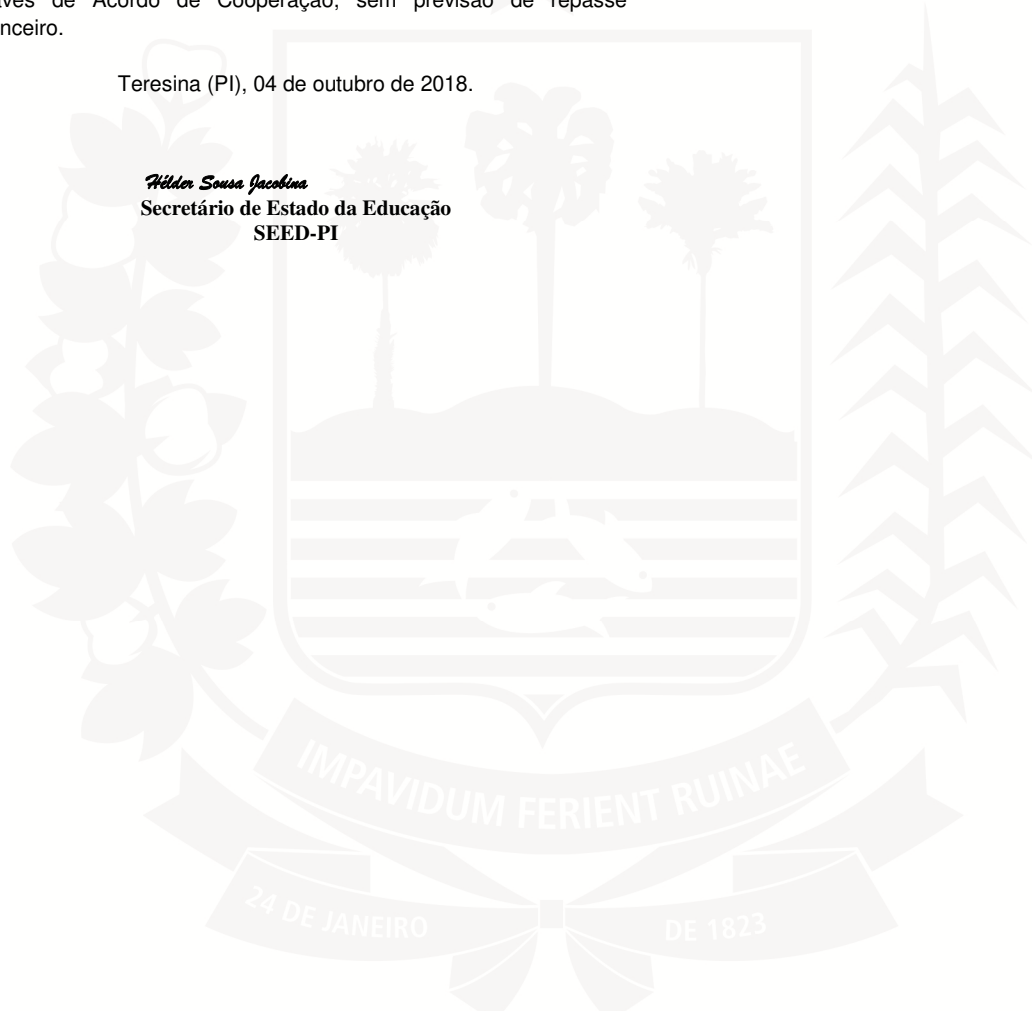 avés de Acordo de Cooperação, sem previsão de repasse
nceiro.
Teresina (PI), 04 de outubro de 2018.
Hélder Sousa Jacobina
Secretário de Estado da Educação
SEED-PI
IMPAVIDUM FERIENT RUINAE
24 DE JANEIRO DE 1823